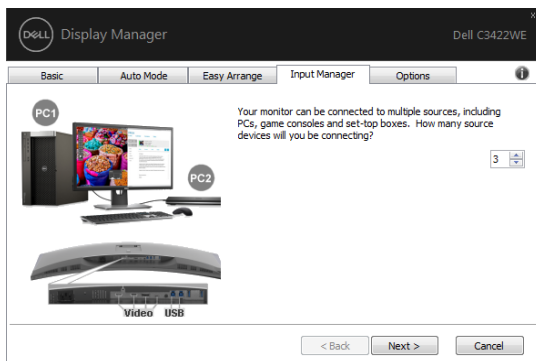 DELL Display Manager
Dell C3422WE
Basic
Auto Mode
Easy Arrange
Input Manager
Options
PC1
PC2
Your monitor can be connected to multiple sources, including
PCs, game consoles and set-top boxes. How many source
devices will you be connecting?
3
Video USB
< Back
Next >
Cancel